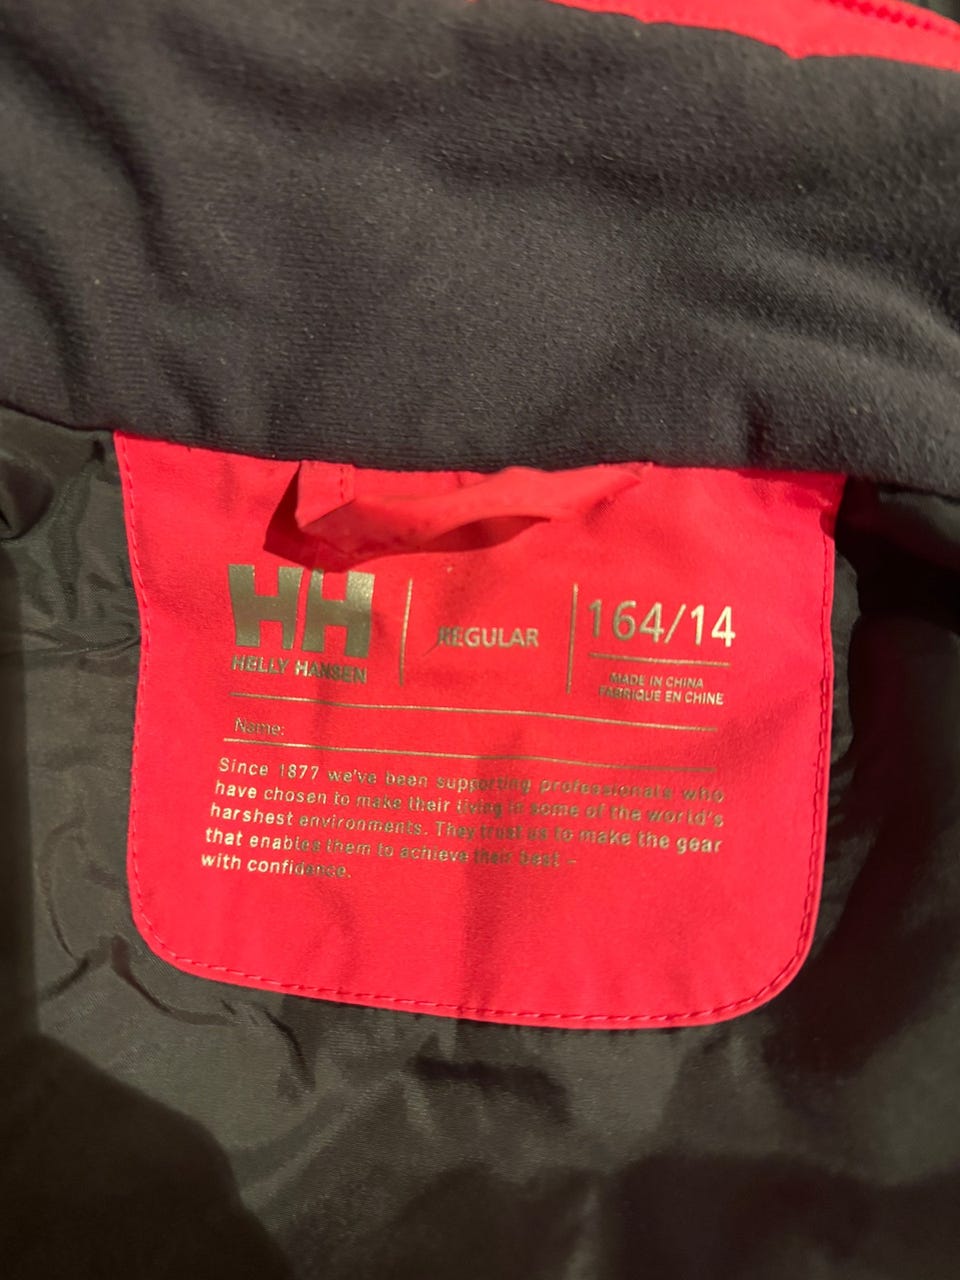 HH
HELLY HANSEN
REGULAR
164/14
MADE IN CHINA
FABRIQUE EN CHINE
Name:
Since 1877 we've been supporting professionals who
have chosen to make their living in some of the world's
harshest environments. They trust us to make the gear
that enables them to achieve their best –
with confidence.